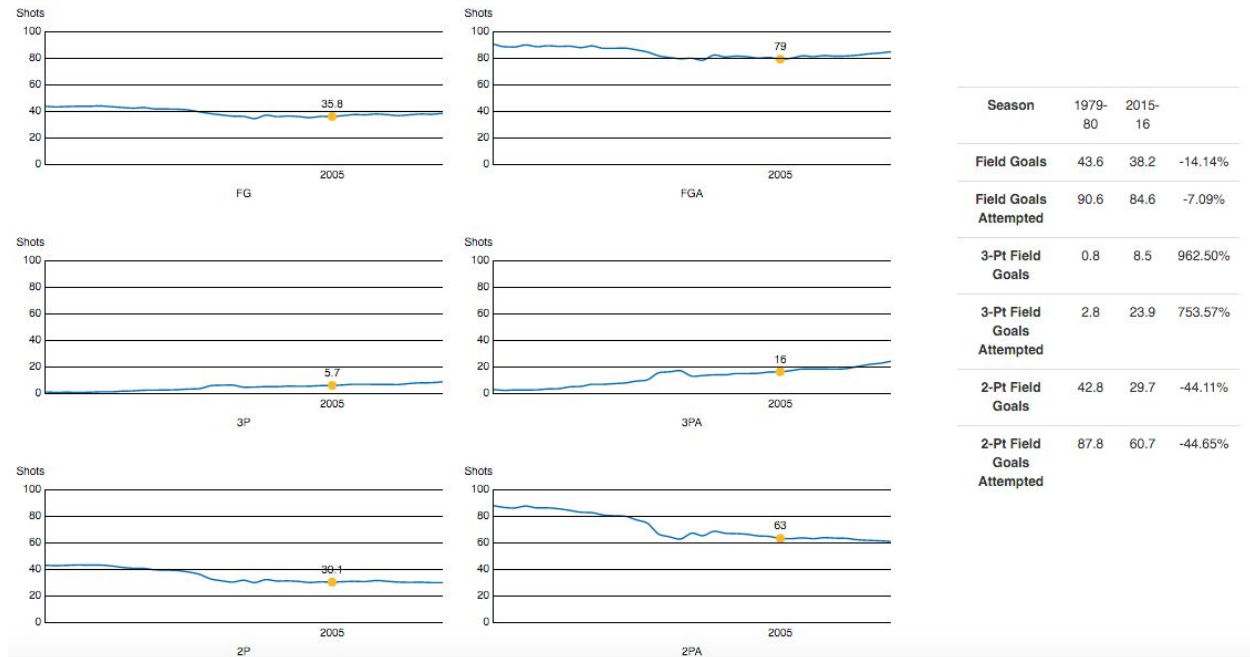 Shots
100
80
60
40
20
0
35.8
2005
FG
Shots
100
80
60
40
20
0
79
2005
FGA
Shots
100
80
60
40
20
0
5.7
2005
3P
Shots
100
80
60
40
20
0
16
2005
3PA
Shots
100
80
60
40
20
0
30.1
2005
2P
Shots
100
80
60
40
20
0
63
2005
2PA
Season 1979- 2015-
80 16
Field Goals 43.6 38.2 -14.14%
Field Goals 90.6 84.6 -7.09%
Attempted
3-Pt Field 0.8 8.5 962.50%
Goals
3-Pt Field 2.8 23.9 753.57%
Goals
Attempted
2-Pt Field 42.8 29.7 -44.11%
Goals
2-Pt Field 87.8 60.7 -44.65%
Goals
Attempted